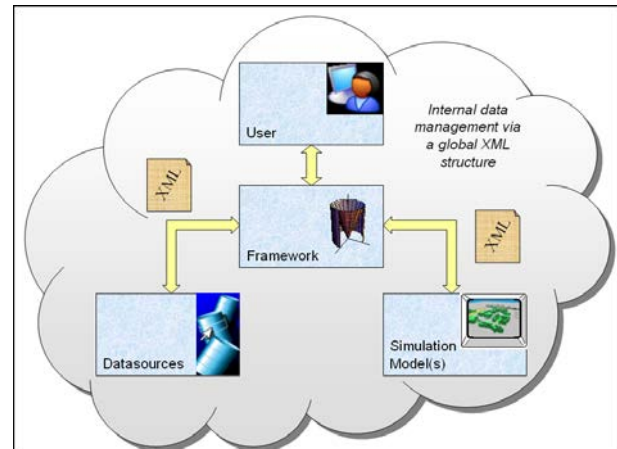 User
Internal data
management via
a global XML
structure
XML
XML
Framework
Datasources
Simulation
Model(s)